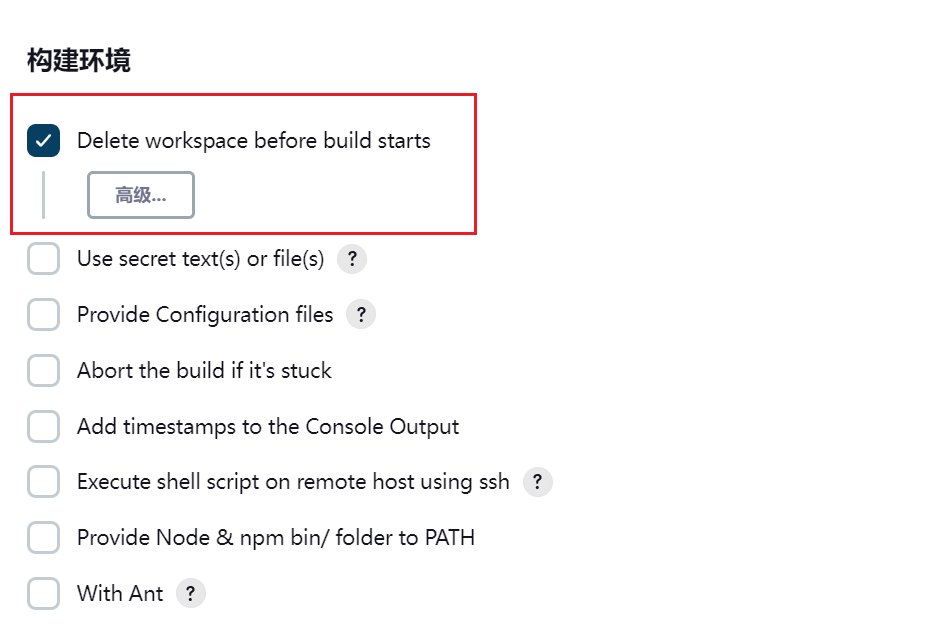 构建环境
Delete workspace before build starts
高级...
Use secret text(s) or file(s) ?
Provide Configuration files ?
Abort the build if it's stuck
Add timestamps to the Console Output
Execute shell script on remote host using ssh ?
Provide Node & npm bin/ folder to PATH
With Ant ?